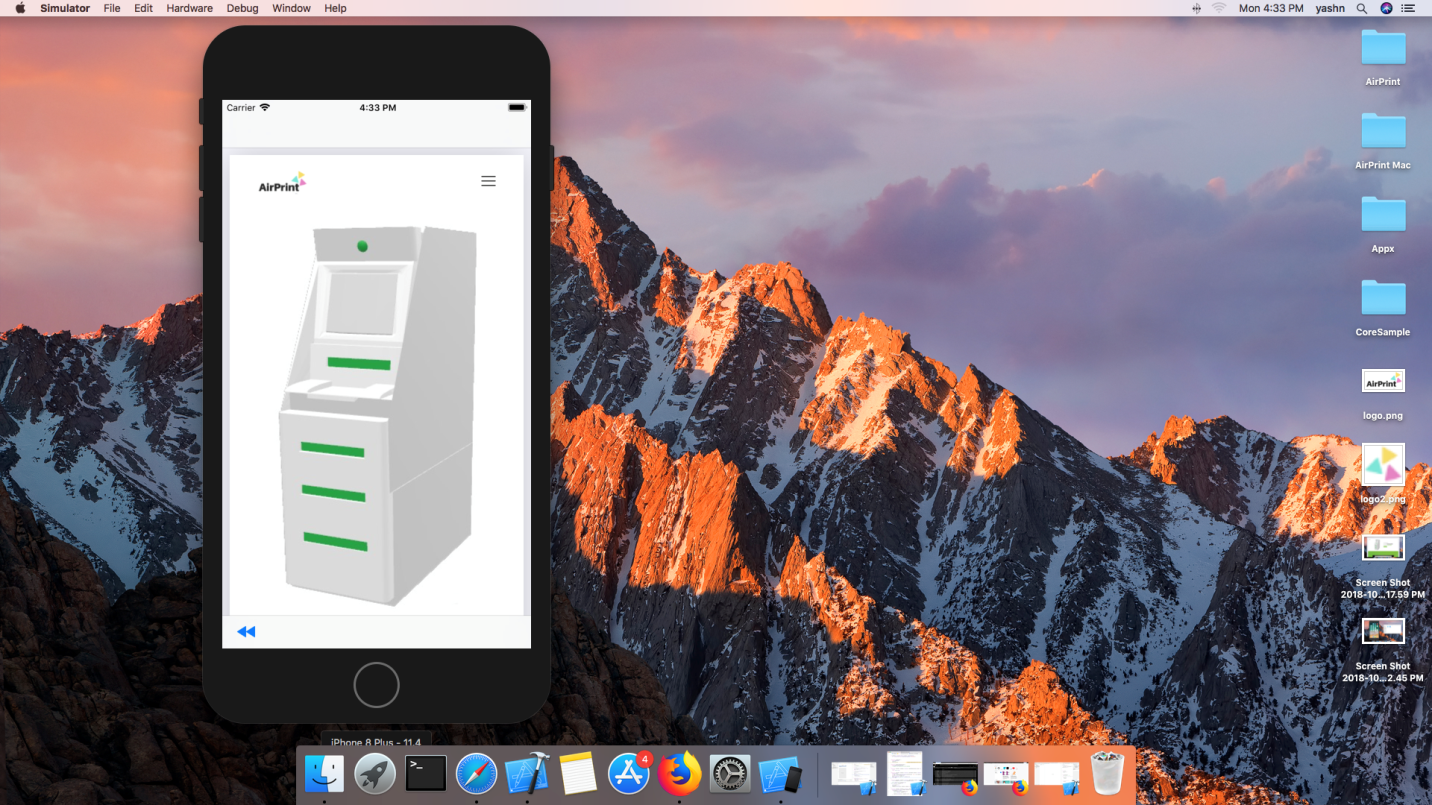 Simulator File Edit Hardware Debug Window Help
Mon 4:33 PM yashn
Carrier 4:33 PM
AirPrint
AirPrint
AirPrint Mac
Appx
CoreSample
AirPrint
logo.png
logo2.png
Screen Shot
2018-10...17.59 PM
Screen Shot
2018-10...2.45 PM
iPhone 8 Plus - 11.4
>_
4